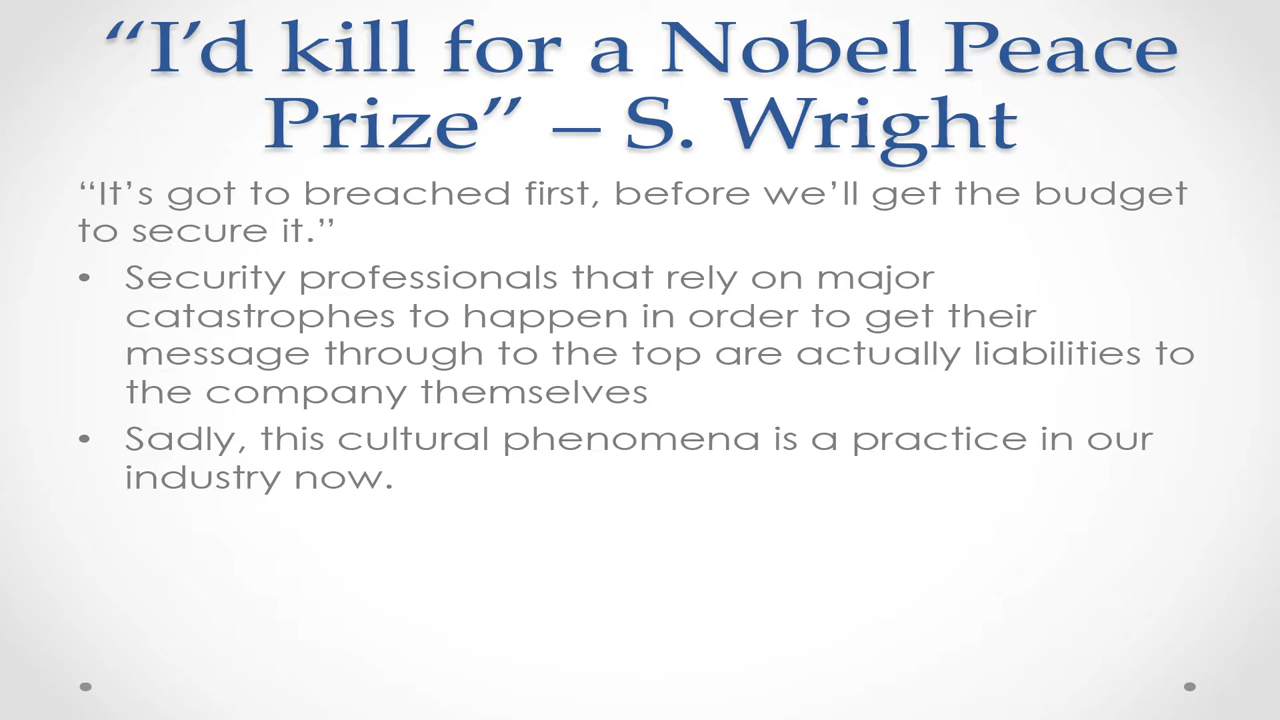 “I’d kill for a Nobel Peace
Prize” – S. Wright
“It’s got to breached first, before we’ll get the budget
to secure it.”
• Security professionals that rely on major
catastrophes to happen in order to get their
message through to the top are actually liabilities to
the company themselves
• Sadly, this cultural phenomena is a practice in our
industry now.